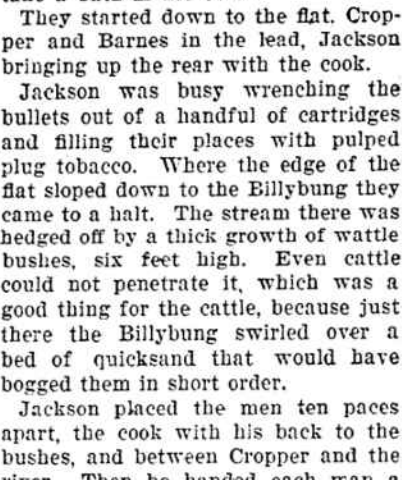 They started down to the flat, Crop-
per and Barnes in the lead, Jackson
bringing up the rear with the cook.
Jackson was busy wrenching the
bullets out of a handful of cartridges
and filling their places with pulped
plug tobacco. Where the edge of the
flat sloped down to the Billybung they
came to a halt. The stream there was
hedged off by a thick growth of wattle
bushes, six feet high. Even cattle
could not penetrate it, which was a
good thing for the cattle, because just
there the Billybung swirled over a
bed of quicksand that would have
bogged them in short order.
Jackson placed the men ten paces
apart, the cook with his back to the
bushes, and between Cropper and the
river. Then he handed each man a